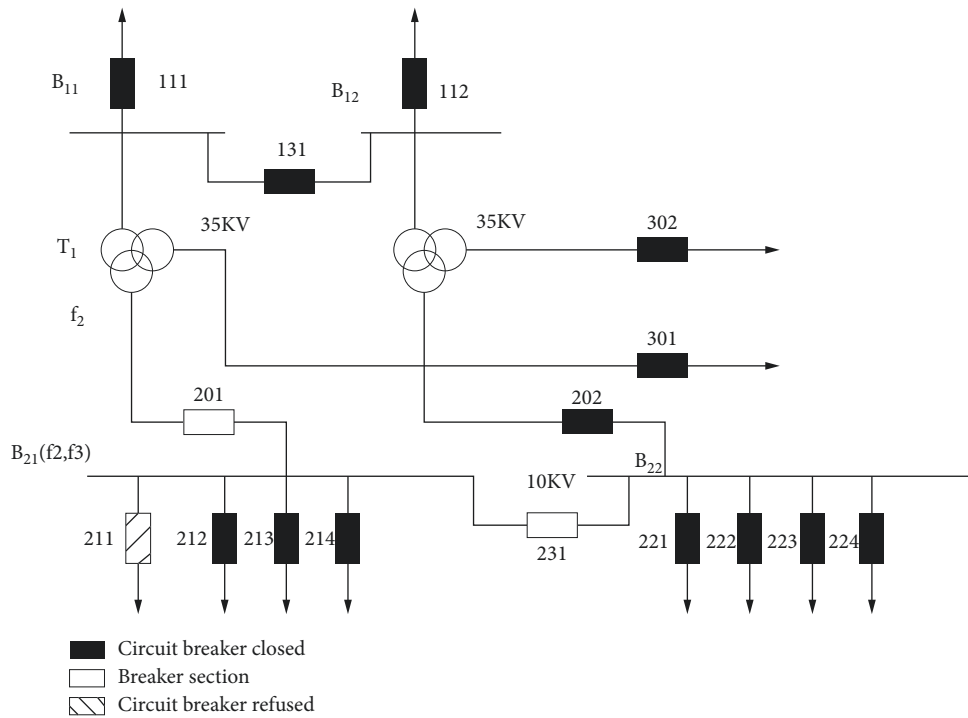 B11
111
B12
112
131
35KV
35KV
302
T1
f2
301
201
202
B21(f2,f3)
B22
10KV
211
212
213
214
231
221
222
223
224
Circuit breaker closed
Breaker section
Circuit breaker refused